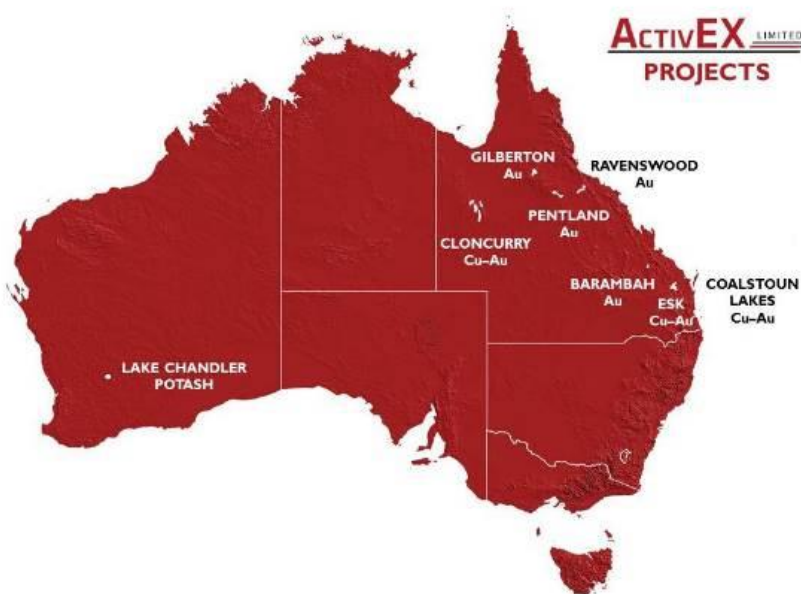 ACTIVEX LIMITED
PROJECTS
GILBERTON
Au
RAVENSWOOD
Au
PENTLAND
Au
CLONCURRY
Cu–Au
BARAMBAH
Au
ESK
Cu–Au
COALSTOUN
LAKES
Cu–Au
LAKE CHANDLER
POTASH